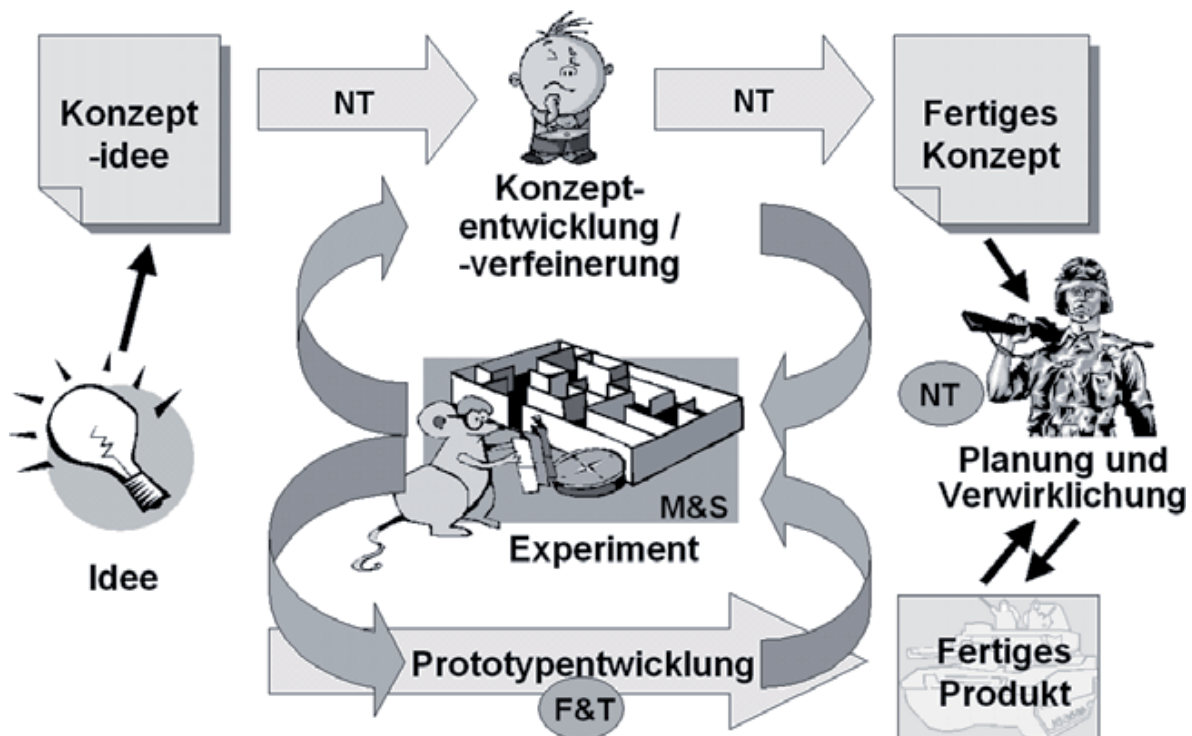 Konzept
-idee
NT
NT
Fertiges
Konzept
Konzept-
entwicklung /
-verfeinerung
NT
Planung und
Verwirklichung
M&S
Experiment
Idee
Prototypentwicklung
F&T
Fertiges
Produkt